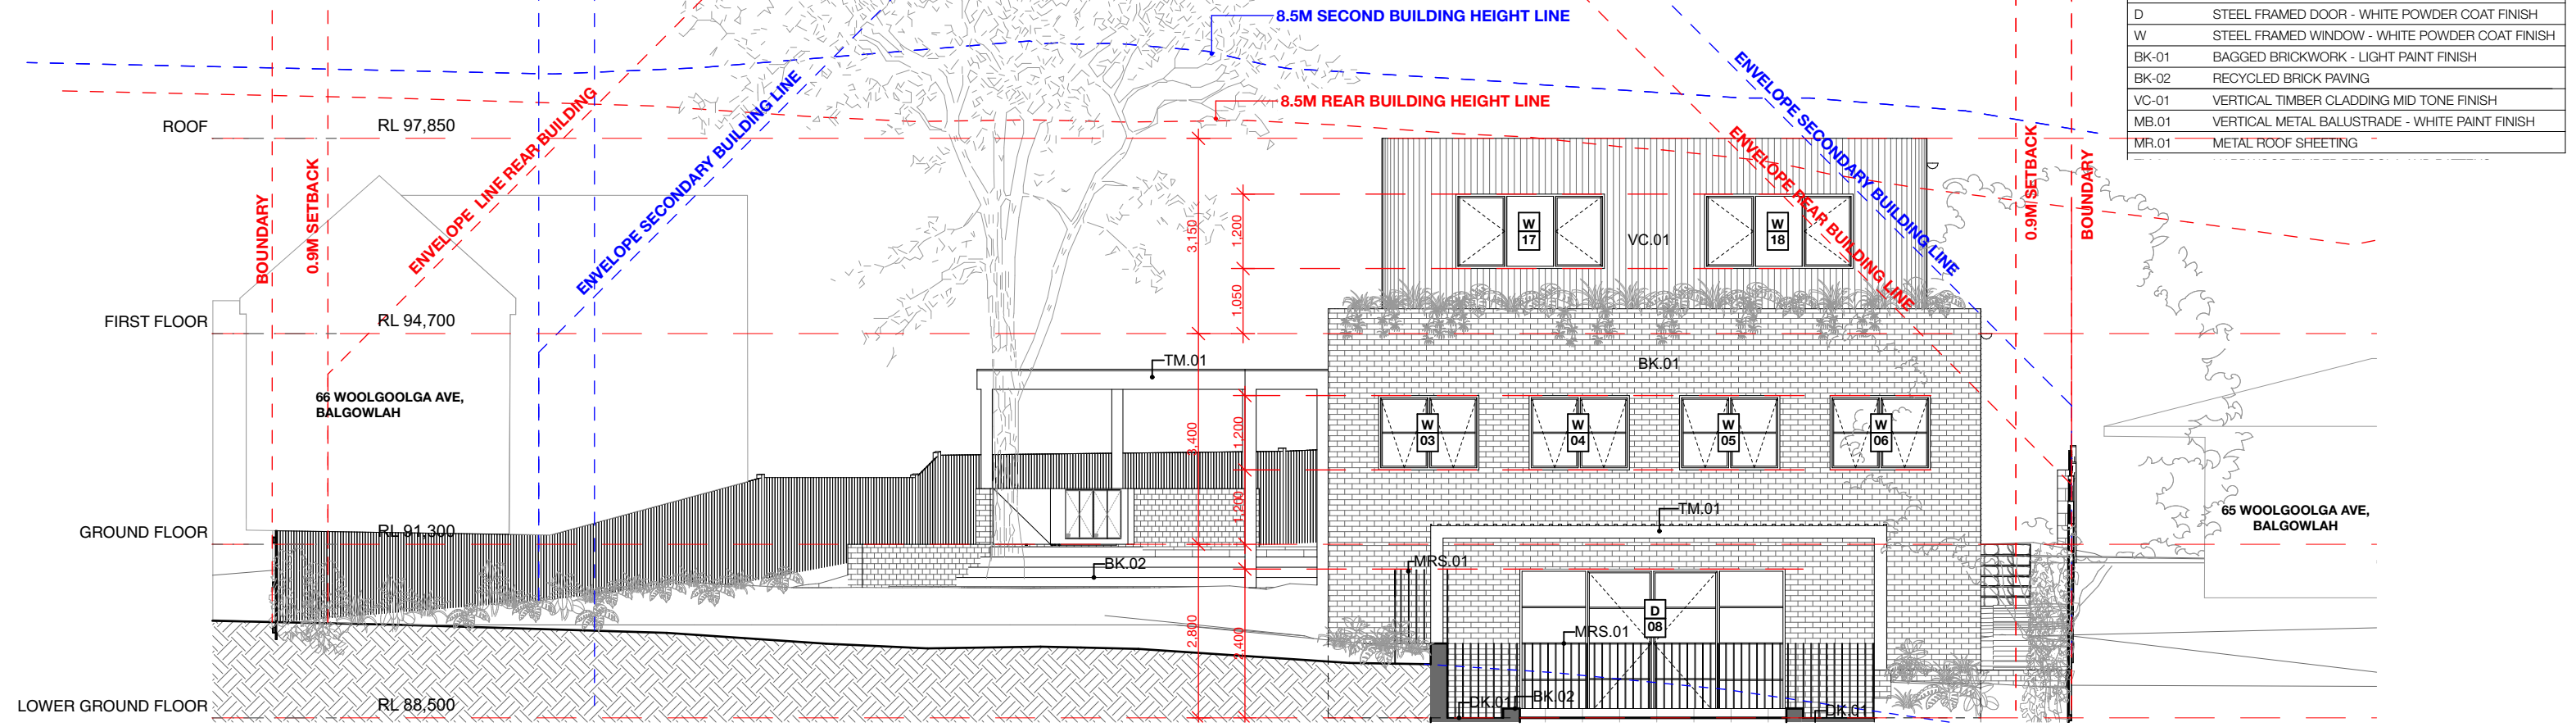 8.5M SECOND BUILDING HEIGHT LINE
8.5M REAR BUILDING HEIGHT LINE
D STEEL FRAMED DOOR - WHITE POWDER COAT FINISH
W STEEL FRAMED WINDOW - WHITE POWDER COAT FINISH
BK-01 BAGGED BRICKWORK - LIGHT PAINT FINISH
BK-02 RECYCLED BRICK PAVING
VC-01 VERTICAL TIMBER CLADDING MID TONE FINISH
MB.01 VERTICAL METAL BALUSTRADE - WHITE PAINT FINISH
MR.01 METAL ROOF SHEETING
ROOF
RL 97,850
BOUNDARY
0.9M SETBACK
ENVELOPE LINE REAR BUILDING
ENVELOPE SECONDARY BUILDING LINE
ENVELOPE SECONDARY BUILDING LINE
ENVELOPE REAR BUILDING LINE
0.9M SETBACK
BOUNDARY
3,150
1,200
1,050
W
17
VC.01
W
18
FIRST FLOOR
RL 94,700
TM.01
BK.01
66 WOOLGOOLGA AVE,
BALGOWLAH
3,400
1,200
1,200
W
03
W
04
W
05
W
06
65 WOOLGOOLGA AVE,
BALGOWLAH
GROUND FLOOR
RL 91,300
TM.01
BK.02
MRS.01
D
08
MRS.01
2,800
2,400
LOWER GROUND FLOOR
RL 88,500
DK.01
BK.02
DK.01